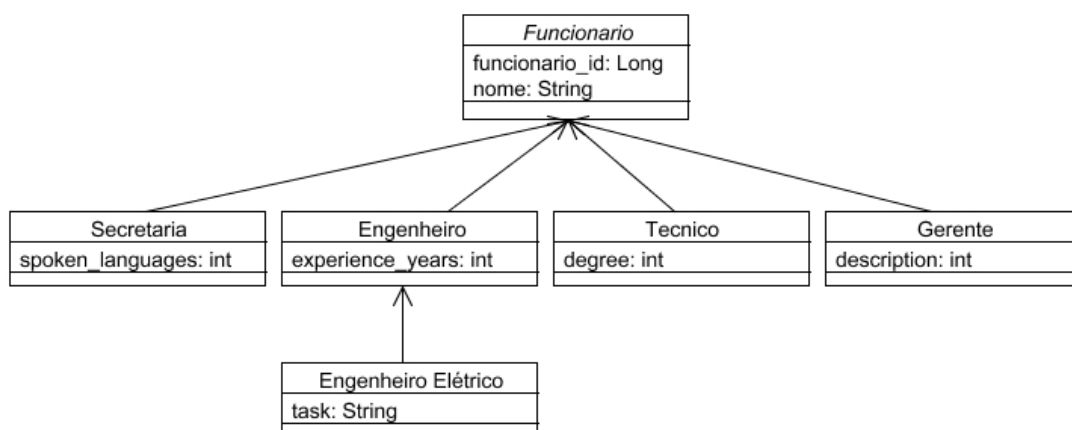 Funcionario
funcionario_id: Long
nome: String
Secretaria
spoken_languages: int
Engenheiro
experience_years: int
Tecnico
degree: int
Gerente
description: int
Engenheiro Elétrico
task: String